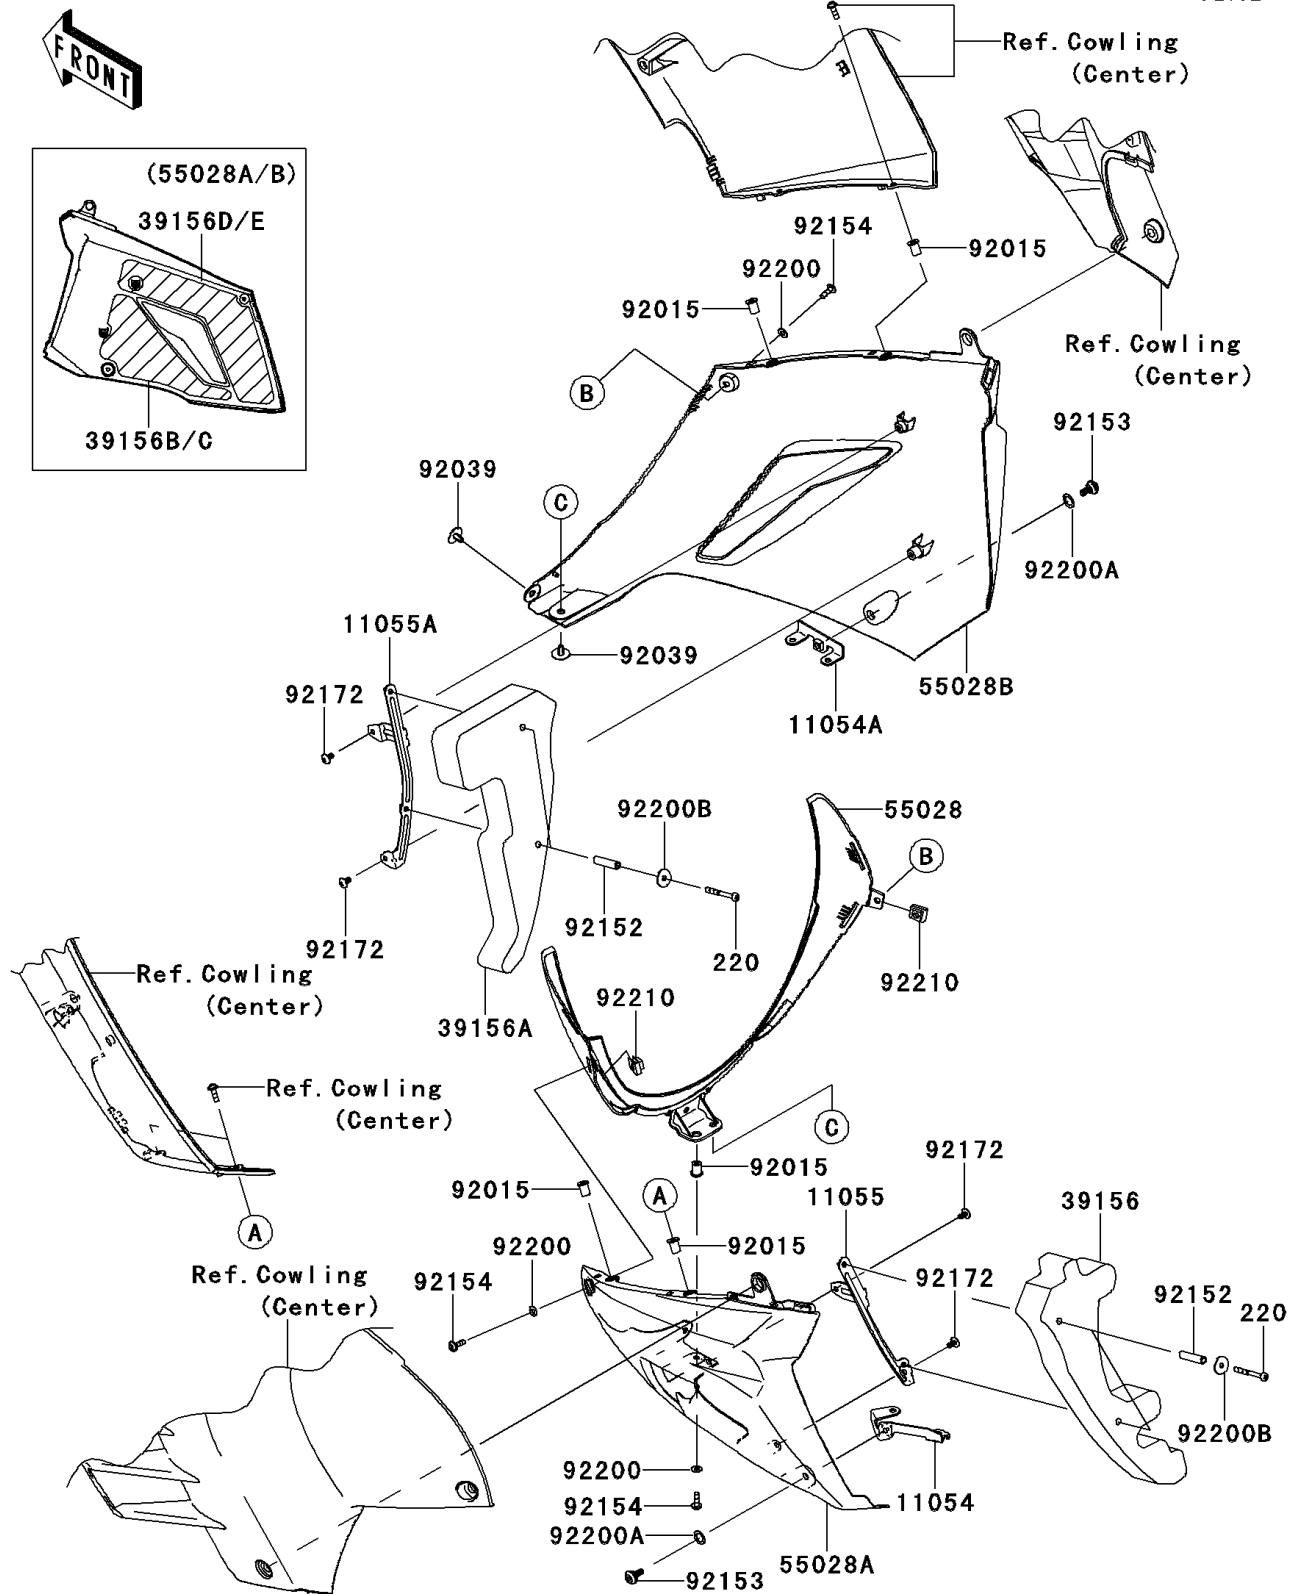 FRONT
Ref.Cowling
(Center)
(55028A/B)
39156D/E
39156B/C
92154
92015
92200
92015
Ref.Cowling
(Center)
B
92153
92039
C
92200A
11055A
92039
55028B
92172
11054A
92200B
55028
B
92152
92172
220
92210
Ref.Cowling
(Center)
92210
39156A
Ref.Cowling
(Center)
C
92172
92015
92015
A
11055
39156
A
92200
92015
Ref.Cowling
(Center)
92154
92172
92152
220
92200B
92200
11054
92154
92200A
55028A
92153